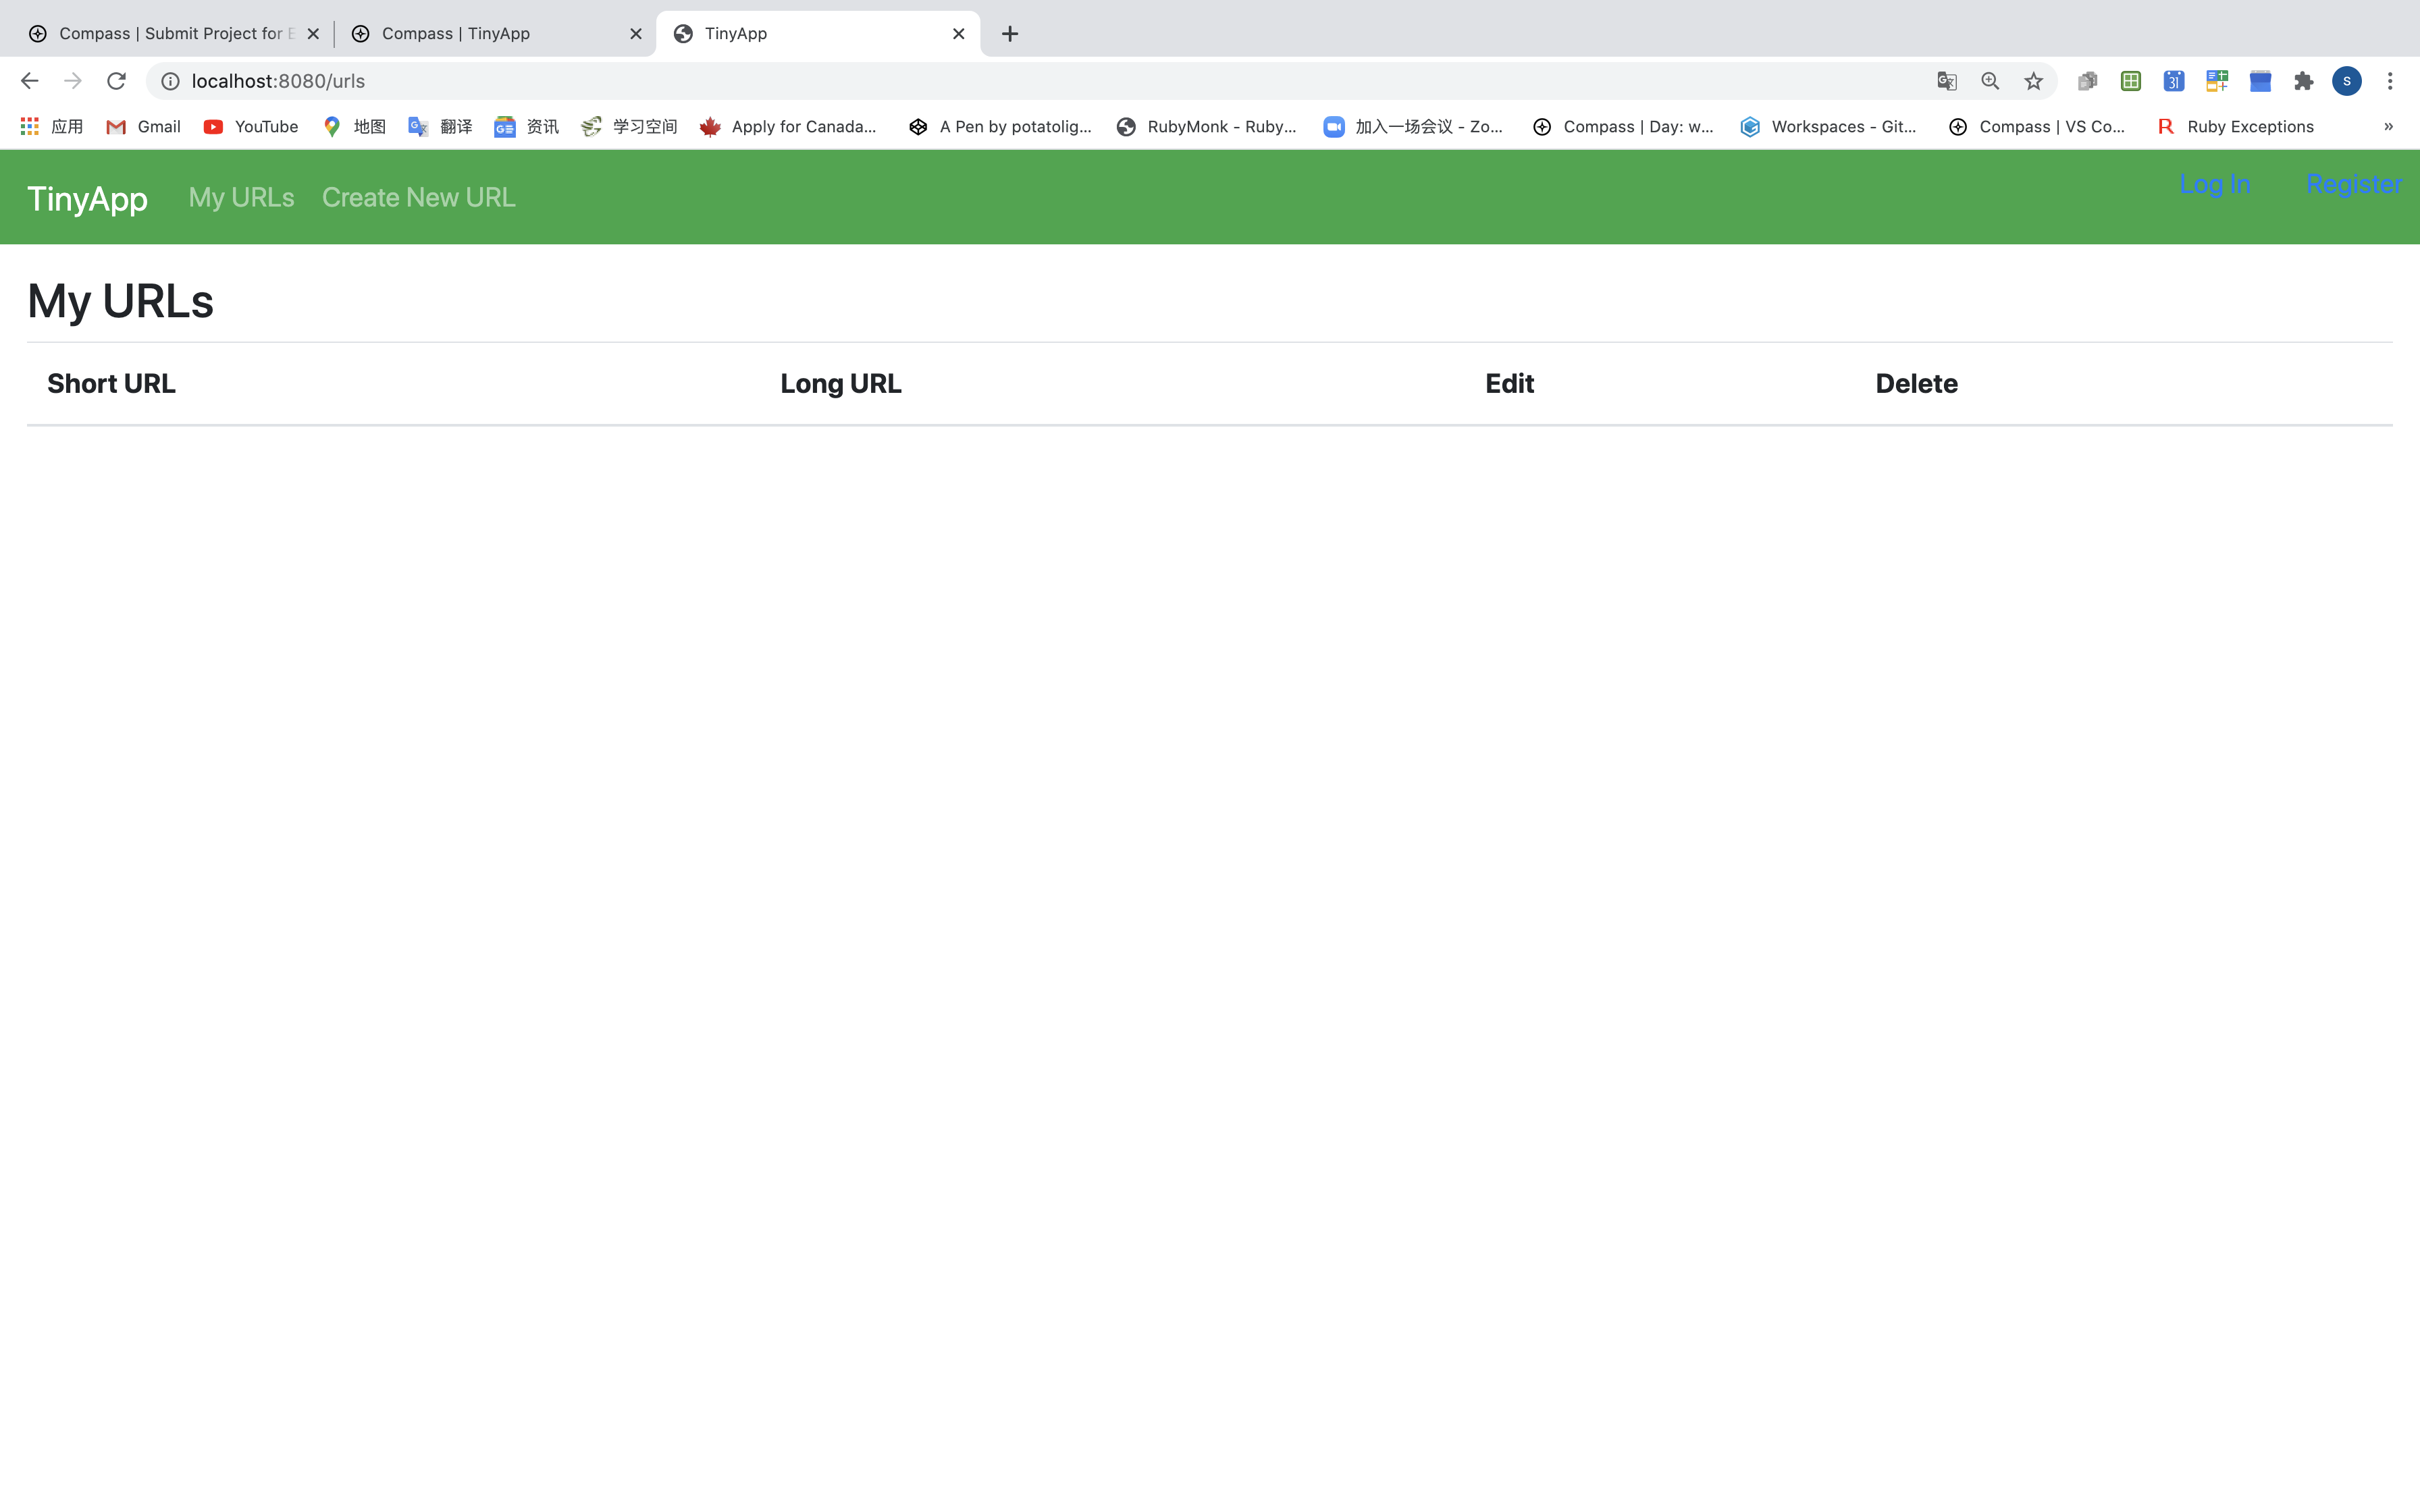 Compass | Submit Project for E
Compass | TinyApp
TinyApp
localhost:8080/urls
31
S
应用
Gmail
YouTube
地图
翻译
资讯
学习空间
Apply for Canada...
A Pen by potatolig...
RubyMonk - Ruby...
加入一场会议 - Zo...
Compass | Day: w...
Workspaces - Git...
Compass | VS Co...
R Ruby Exceptions
»
TinyApp My URLs Create New URL
Log In Register
My URLs
Short URL Long URL Edit Delete